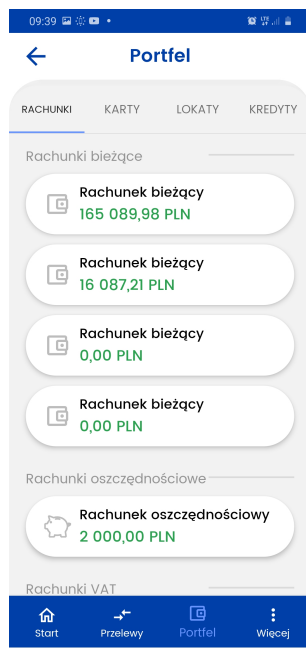 09:39
Portfel
RACHUNKI KARTY LOKATY KREDYTY
Rachunki bieżące
Rachunek bieżący
165 089,98 PLN
Rachunek bieżący
16 087,21 PLN
Rachunek bieżący
0,00 PLN
Rachunek bieżący
0,00 PLN
Rachunki oszczędnościowe
Rachunek oszczędnościowy
2 000,00 PLN
Rachunki VAT
Start Przelewy Portfel Więcej